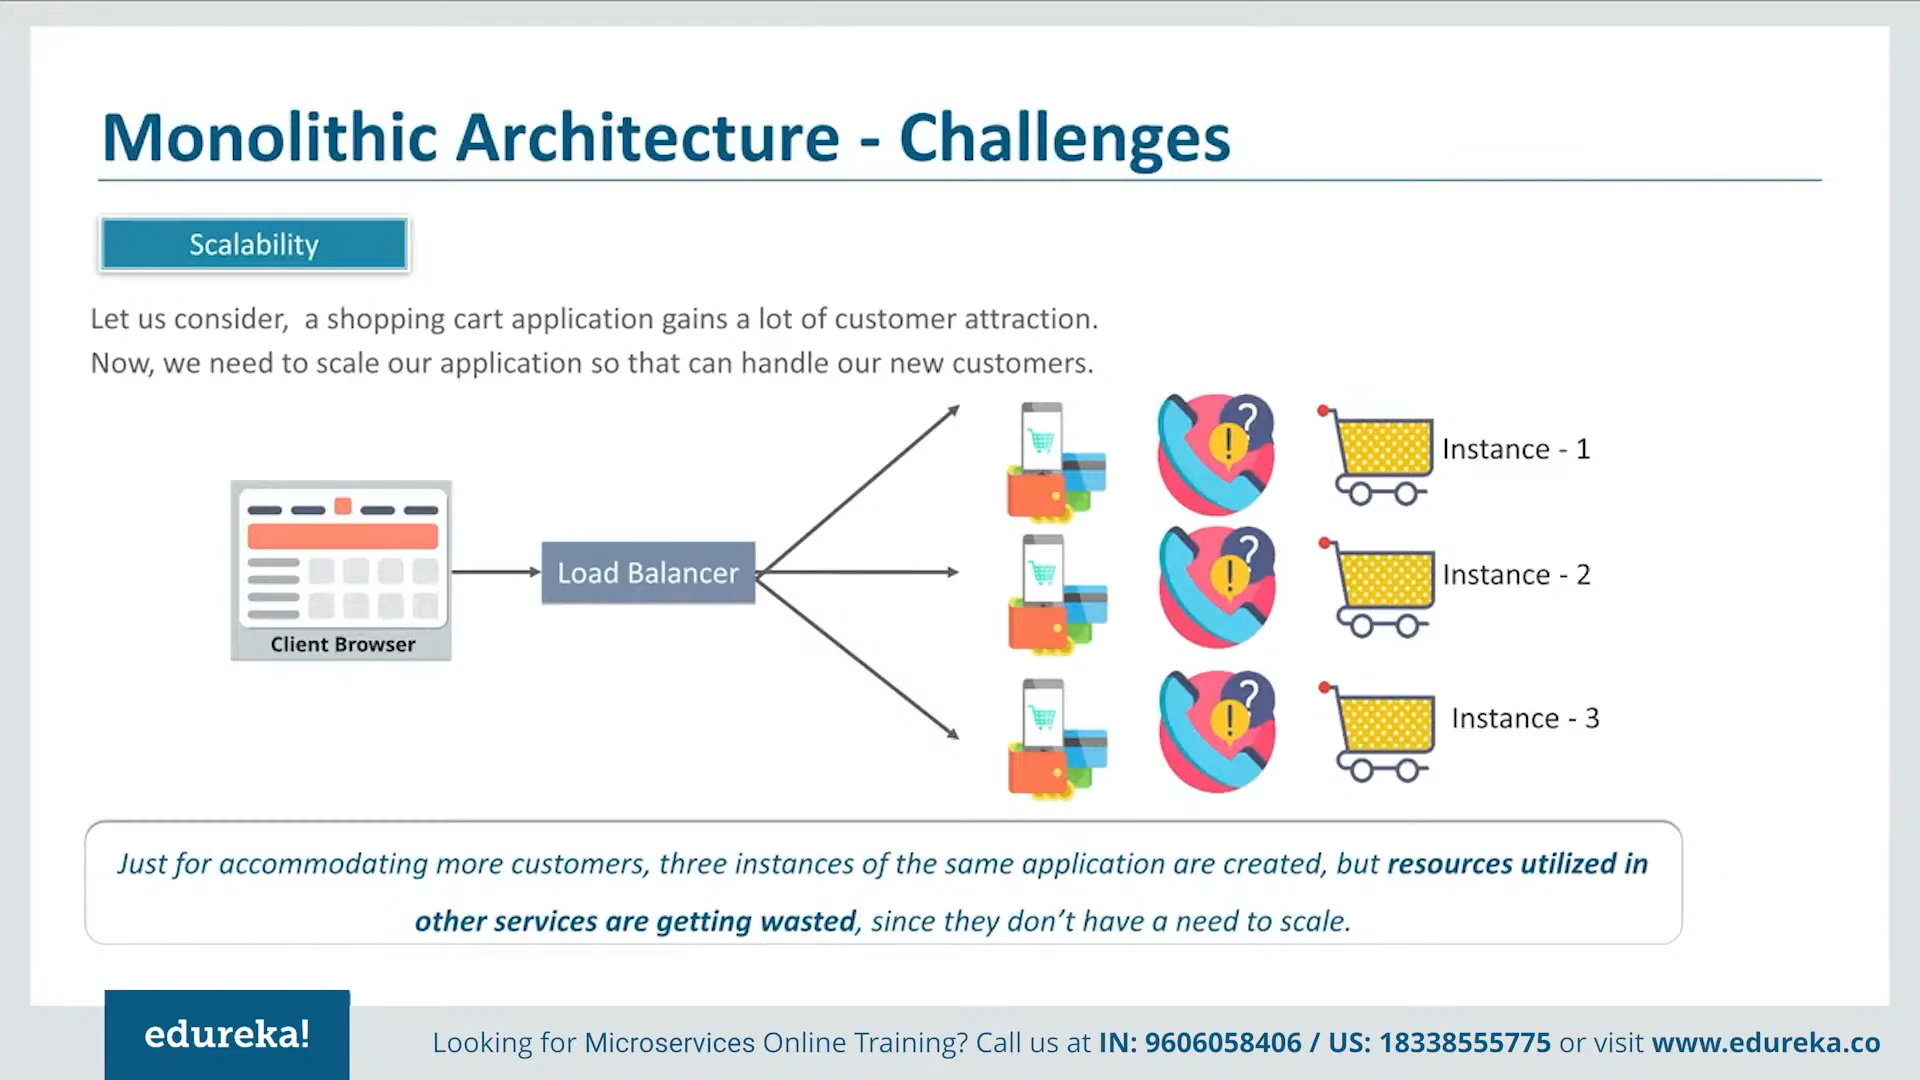 Monolithic Architecture - Challenges
Scalability
Let us consider,  a shopping cart application gains a lot of customer attraction.
Now, we need to scale our application so that can handle our new customers.
Instance - 1
Load Balancer
Instance - 2
Client Browser
Instance - 3
Just for accommodating more customers, three instances of the same application are created, but resources utilized in
other services are getting wasted, since they don’t have a need to scale.
edureka!
Looking for Microservices Online Training? Call us at IN: 9606058406 / US: 18338555775 or visit www.edureka.co